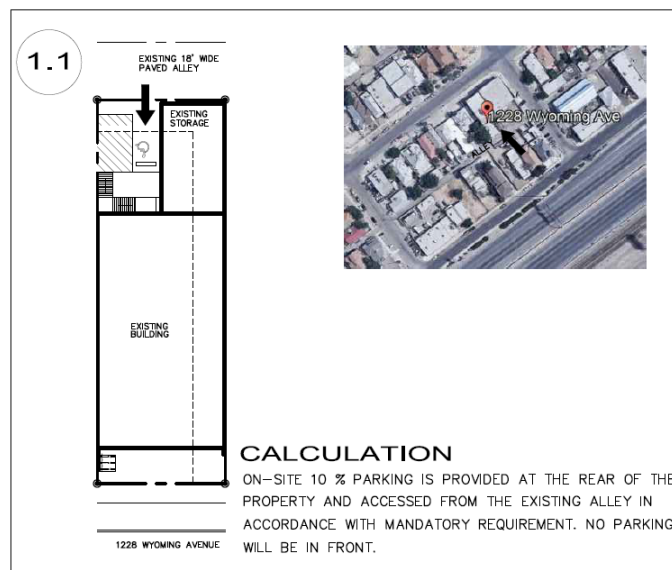 1.1
EXISTING 18' WIDE
PAVED ALLEY
EXISTING
STORAGE
EXISTING
BUILDING
1228 WYOMING AVENUE
1228 Wyoming Ave
ALLEY
CALCULATION
ON-SITE 10 % PARKING IS PROVIDED AT THE REAR OF THE
PROPERTY AND ACCESSED FROM THE EXISTING ALLEY IN
ACCORDANCE WITH MANDATORY REQUIREMENT. NO PARKING
WILL BE IN FRONT.